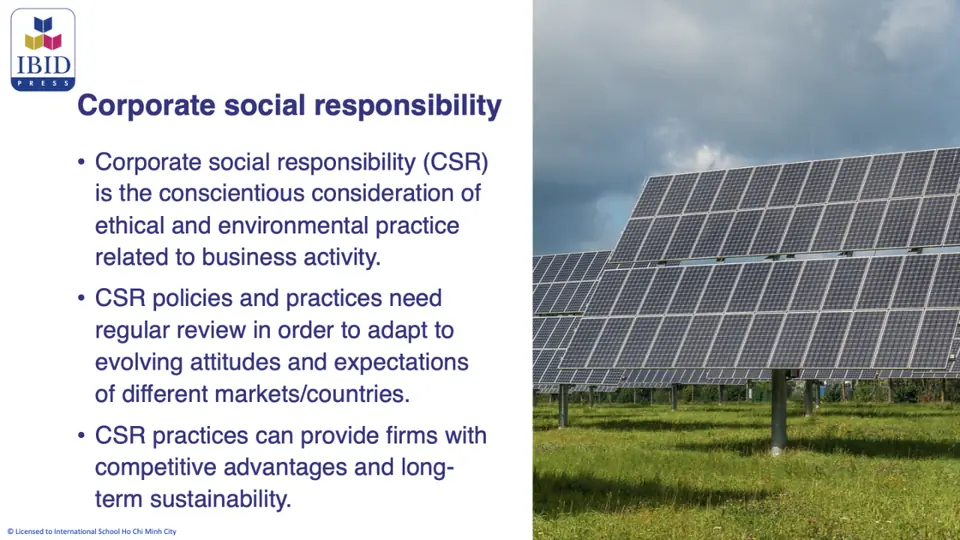 IBID
PRESS
Corporate social responsibility
• Corporate social responsibility (CSR)
is the conscientious consideration of
ethical and environmental practice
related to business activity.
• CSR policies and practices need
regular review in order to adapt to
evolving attitudes and expectations
of different markets/countries.
• CSR practices can provide firms with
competitive advantages and long-
term sustainability.
© Licensed to International School Ho Chi Minh City